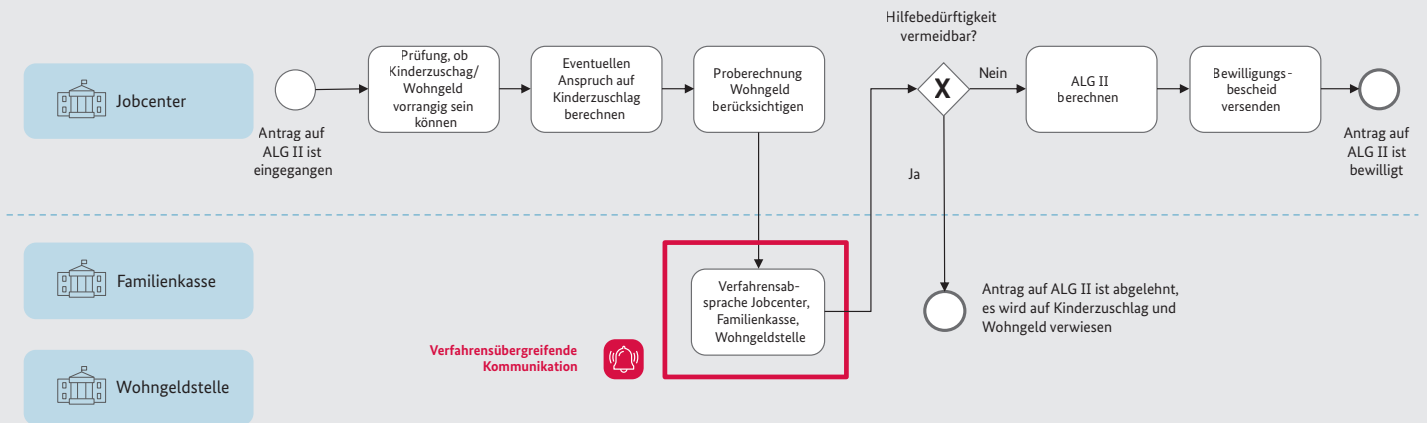 Hilfebedürftigkeit
vermeidbar?
Jobcenter
Antrag auf
ALG II ist
eingegangen
Prüfung, ob
Kinderzuschag/
Wohngeld
vorrangig sein
können
Eventuellen
Anspruch auf
Kinderzuschlag
berechnen
Proberechnung
Wohngeld
berücksichtigen
X
Nein
Ja
ALG II
berechnen
Bewilligungs-
bescheid
versenden
Antrag auf
ALG II ist
bewilligt
Familienkasse
Verfahrensab-
sprache Jobcenter,
Familienkasse,
Wohngeldstelle
Antrag auf ALG II ist abgelehnt,
es wird auf Kinderzuschlag und
Wohngeld verwiesen
Verfahrensübergreifende
Kommunikation
Wohngeldstelle